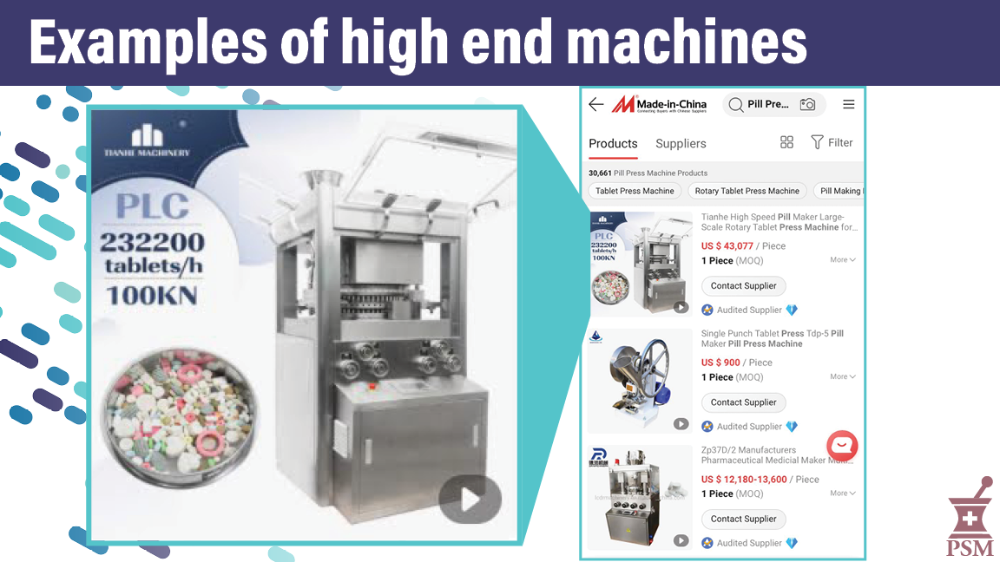 Examples of high end machines
TIANHE MACHINERY
PLC
232200
tablets/h
100KN
Made-in-China
Connecting Buyers with Chinese Suppliers
Pill Pre...
Products
Suppliers
Filter
30,661 Pill Press Machine Products
Tablet Press Machine
Rotary Tablet Press Machine
Pill Making
TIANHE MACHINERY
PLC
232200
tablets/h
100KN
Tianhe High Speed Pill Maker Large-
Scale Rotary Tablet Press Machine for...
US $ 43,077 / Piece
1 Piece (MOQ)
More
Contact Supplier
Audited Supplier
Single Punch Tablet Press Tdp-5 Pill
Maker Pill Press Machine
US $ 900 / Piece
1 Piece (MOQ)
More
Contact Supplier
Audited Supplier
Zp37D/2 Manufacturers
Pharmaceutical Medicial Maker
US $ 12,180-13,600 / Piece
1 Piece (MOQ)
More
Contact Supplier
Audited Supplier
PSM